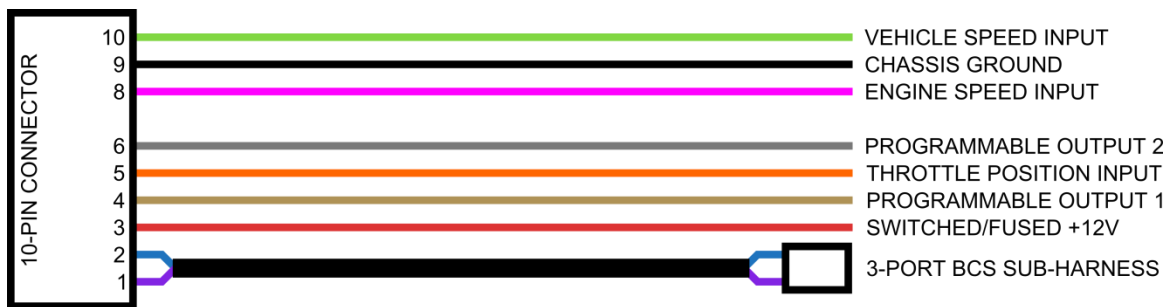 10-PIN CONNECTOR
10 VEHICLE SPEED INPUT
9 CHASSIS GROUND
8 ENGINE SPEED INPUT
6 PROGRAMMABLE OUTPUT 2
5 THROTTLE POSITION INPUT
4 PROGRAMMABLE OUTPUT 1
3 SWITCHED/FUSED +12V
2
1
3-PORT BCS SUB-HARNESS